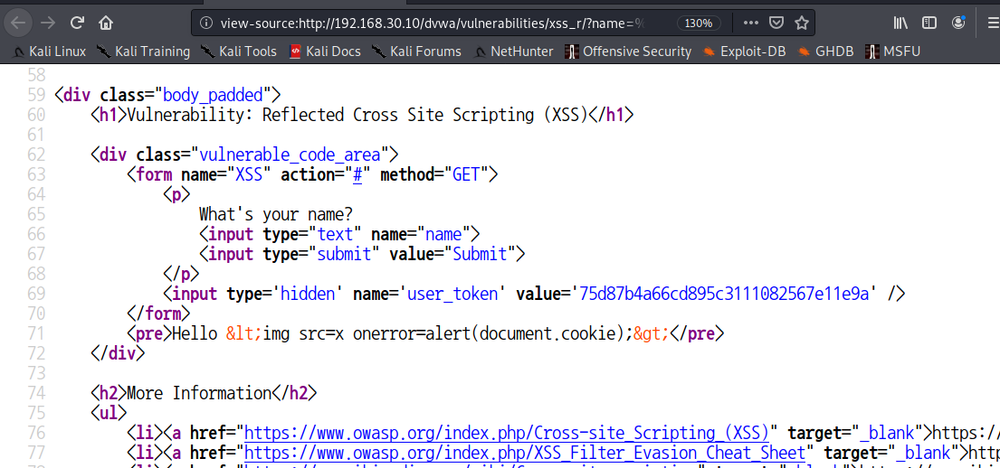 view-source:http://192.168.30.10/dvwa/vulnerabilities/xss_r/?name=%
130%
Kali Linux Kali Training Kali Tools Kali Docs Kali Forums NetHunter Offensive Security Exploit-DB GHDB MSFU
58
59 <div class="body_padded">
60 <h1>Vulnerability: Reflected Cross Site Scripting (XSS)</h1>
61
62 <div class="vulnerable_code_area">
63 <form name="XSS" action="#" method="GET">
64 <p>
65 What's your name?
66 <input type="text" name="name">
67 <input type="submit" value="Submit">
68 </p>
69 <input type='hidden' name='user_token' value='75d87b4a66cd895c3111082567e11e9a' />
70 </form>
71 <pre>Hello &lt;img src=x onerror=alert(document.cookie);&gt;</pre>
72 </div>
73
74 <h2>More Information</h2>
75 <ul>
76 <li><a href="https://www.owasp.org/index.php/Cross-site_Scripting_(XSS)" target="_blank">https:/
77 <li><a href="https://www.owasp.org/index.php/XSS_Filter_Evasion_Cheat_Sheet" target="_blank">http